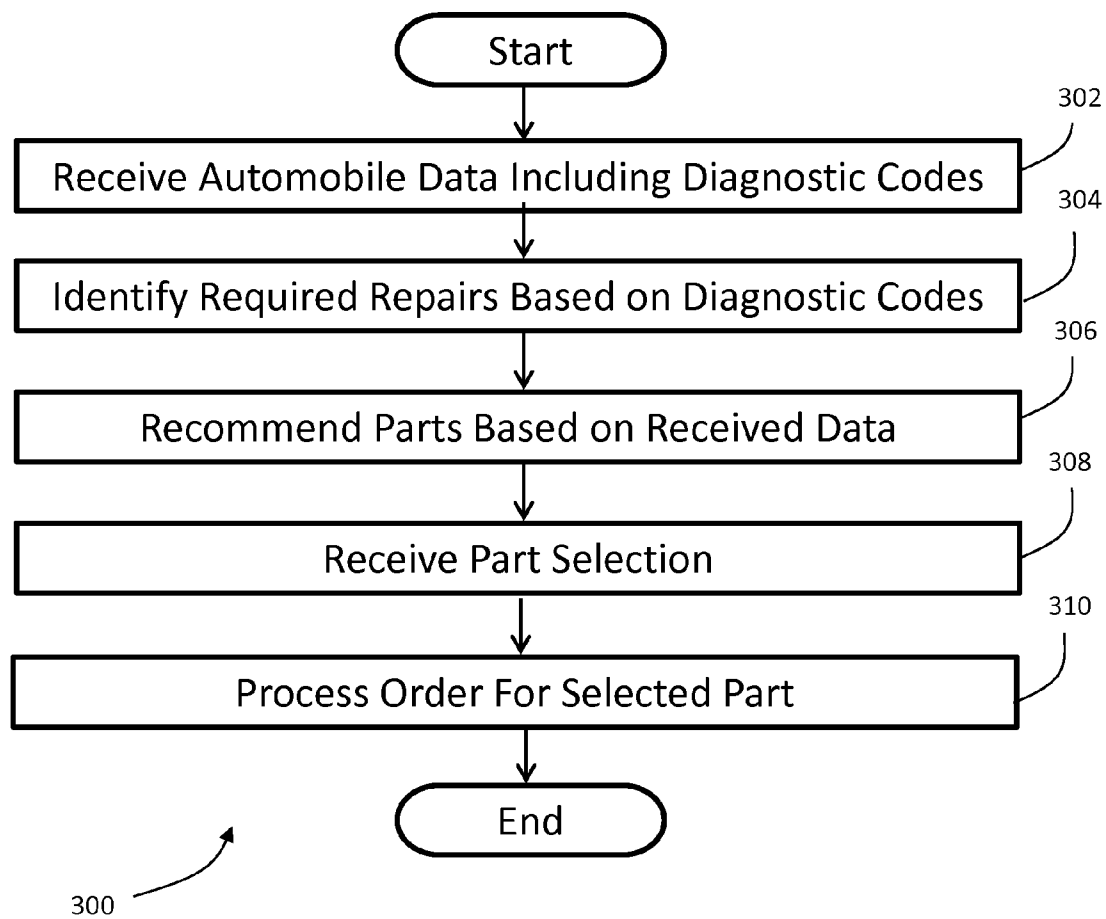 Start
302
Receive Automobile Data Including Diagnostic Codes
304
Identify Required Repairs Based on Diagnostic Codes
306
Recommend Parts Based on Received Data
308
Receive Part Selection
310
Process Order For Selected Part
End
300